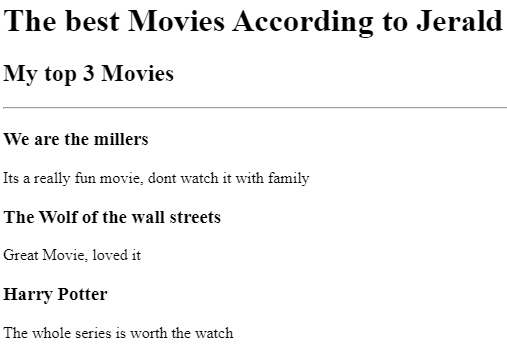 The best Movies According to Jerald
My top 3 Movies
We are the millers
Its a really fun movie, dont watch it with family
The Wolf of the wall streets
Great Movie, loved it
Harry Potter
The whole series is worth the watch